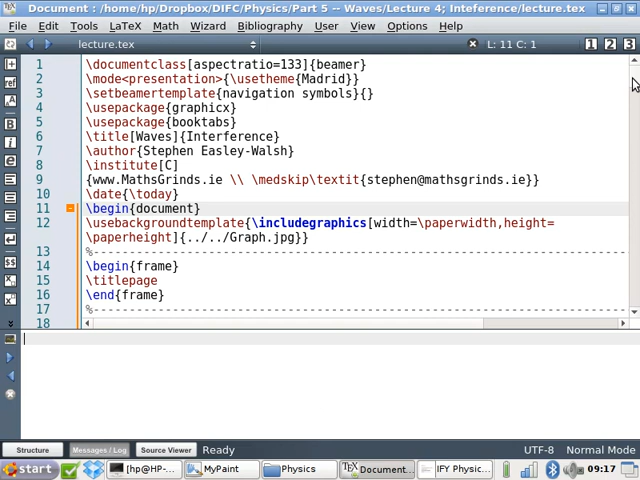 Document : /home/hp/Dropbox/DIFC/Physics/Part 5 -- Waves/Lecture 4; Inteference/lecture.tex
File Edit Tools LaTeX Math Wizard Bibliography User View Options Help
lecture.tex L: 11 C: 1 1 2 3
1 \documentclass[aspectratio=133]{beamer}
2 \mode<presentation>{\usetheme{Madrid}}
3 \setbeamertemplate{navigation symbols}{}
4 \usepackage{graphicx}
5 \usepackage{booktabs}
6 \title[Waves]{Interference}
7 \author{Stephen Easley-Walsh}
8 \institute[C]
9 {www.MathsGrinds.ie \\ \medskip\textit{stephen@mathsgrinds.ie}}
10 \date{\today}
11 \begin{document}
12 \usebackgroundtemplate{\includegraphics[width=\paperwidth,height=
\paperheight]{../../Graph.jpg}}
13 %------------------------------------------------------------------------
14 \begin{frame}
15 \titlepage
16 \end{frame}
17 %------------------------------------------------------------------------
18
Structure Messages / Log Source Viewer Ready UTF-8 Normal Mode
start [hp@HP-... MyPaint Physics Document... IFY Physic... 09:17